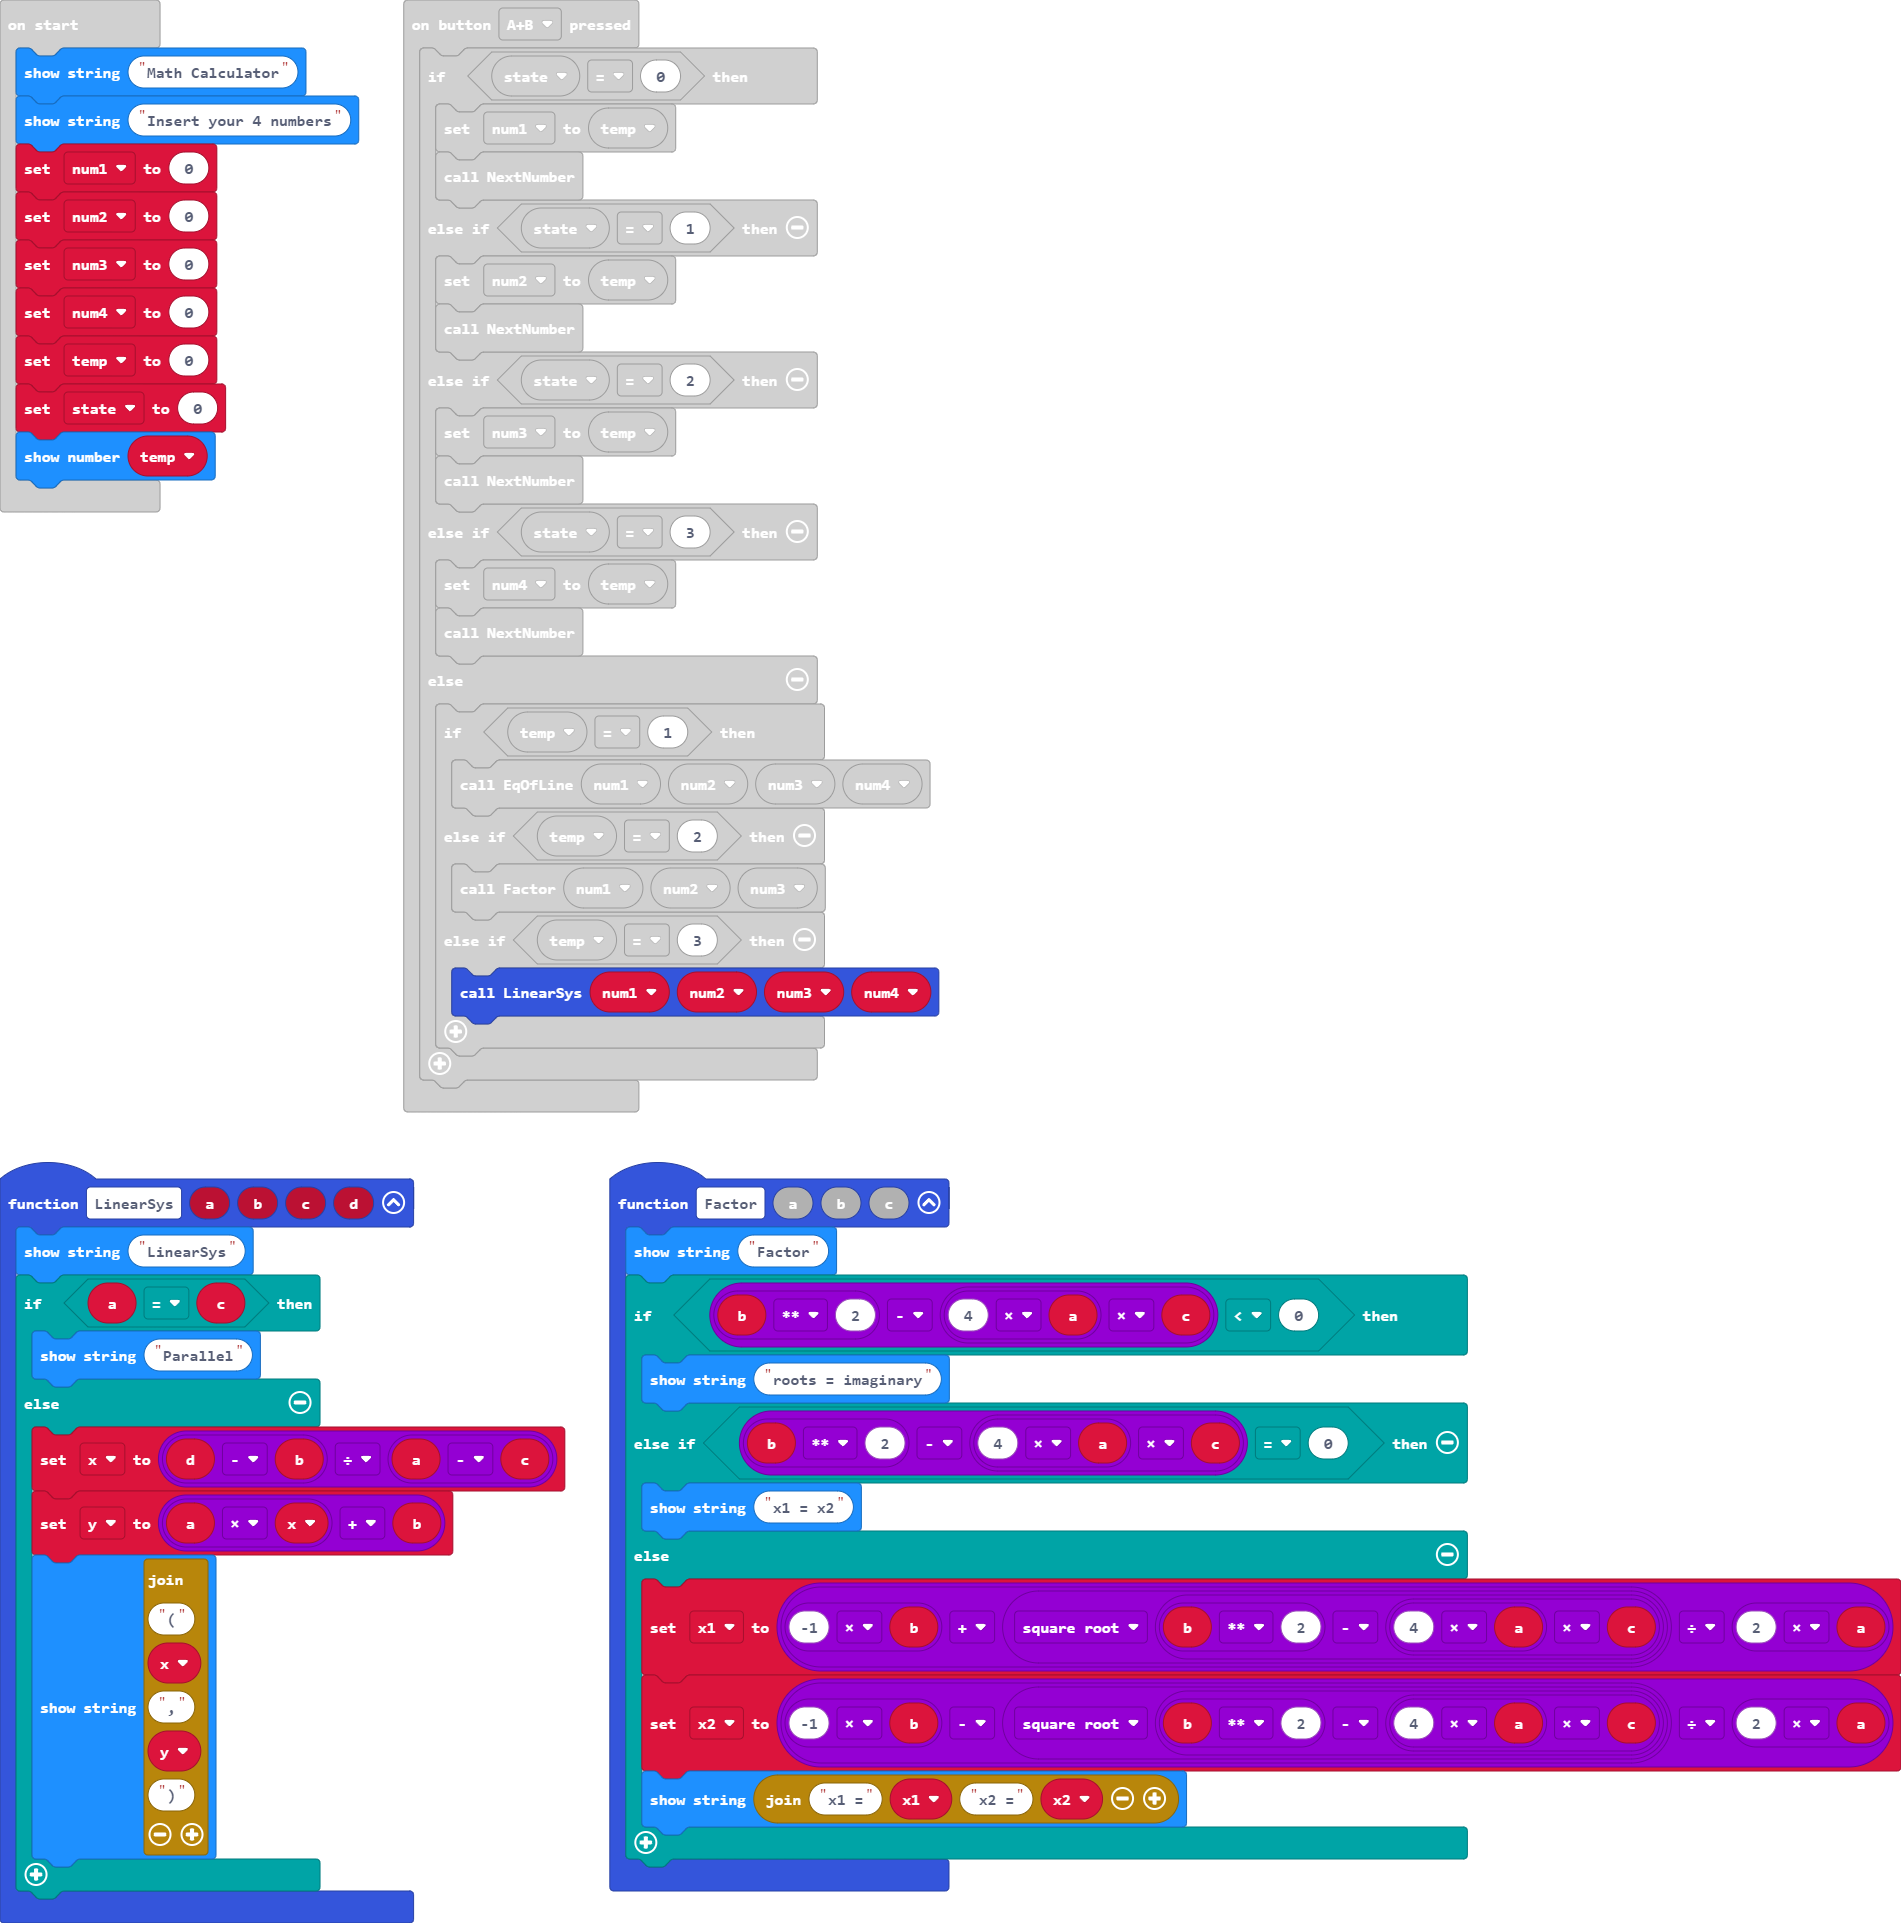 on start
show string "Math Calculator"
show string "Insert your 4 numbers"
set num1 to 0
set num2 to 0
set num3 to 0
set num4 to 0
set temp to 0
set state to 0
show number temp
on button A+B pressed
if state = 0 then
set num1 to temp
call NextNumber
else if state = 1 then
set num2 to temp
call NextNumber
else if state = 2 then
set num3 to temp
call NextNumber
else if state = 3 then
set num4 to temp
call NextNumber
else
if temp = 1 then
call EqOfLine num1 num2 num3 num4
else if temp = 2 then
call Factor num1 num2 num3
else if temp = 3 then
call LinearSys num1 num2 num3 num4
function LinearSys a b c d
show string "LinearSys"
if a = c then
show string "Parallel"
else
set x to d - b ÷ a - c
set y to a × x + b
show string join
"("
x
","
y
")"
function Factor a b c
show string "Factor"
if b ** 2 - 4 × a × c < 0 then
show string "roots = imaginary"
else if b ** 2 - 4 × a × c = 0 then
show string "x1 = x2"
else
set x1 to -1 × b + square root b ** 2 - 4 × a × c ÷ 2 × a
set x2 to -1 × b - square root b ** 2 - 4 × a × c ÷ 2 × a
show string join "x1 =" x1 "x2 =" x2